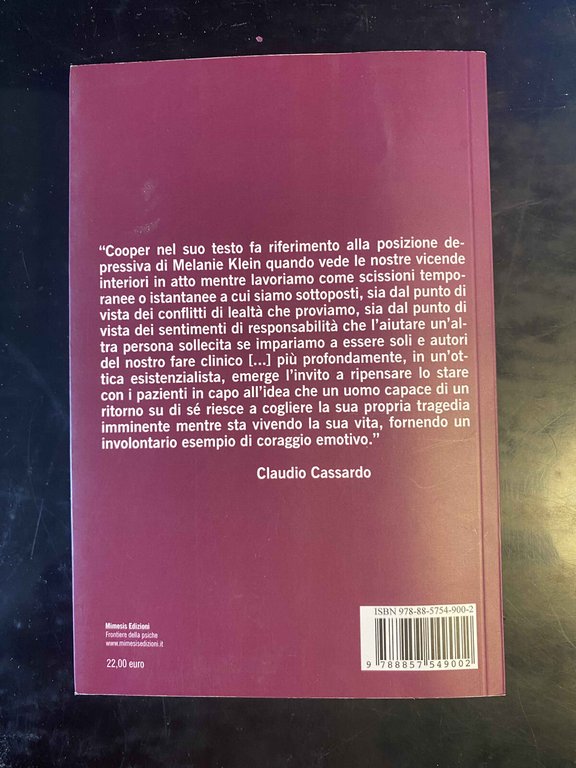 “Cooper nel suo testo fa riferimento alla posizione de-
pressiva di Melanie Klein quando vede le nostre vicende
interiori in atto mentre lavoriamo come scissioni tempo-
ranee o istantanee a cui siamo sottoposti, sia dal punto di
vista dei conflitti di lealtà che proviamo, sia dal punto di
vista dei sentimenti di responsabilità che l’aiutare un’al-
tra persona sollecita se impariamo a essere soli e autori
del nostro fare clinico [...] più profondamente, in un’ot-
tica esistenzialista, emerge l’invito a ripensare lo stare
con i pazienti in capo all’idea che un uomo capace di un
ritorno su di sé riesce a cogliere la sua propria tragedia
imminente mentre sta vivendo la sua vita, fornendo un
involontario esempio di coraggio emotivo.”
Claudio Cassardo
Mimesis Edizioni
Frontiere della psiche
www.mimesisedizioni.it
22,00 euro
ISBN 978-88-5754-900-2
9 788857 549002